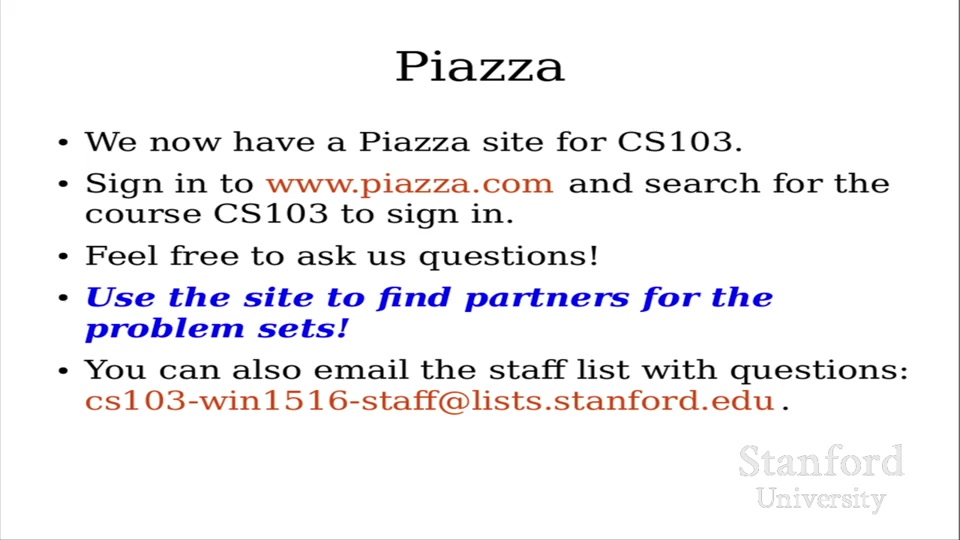 Piazza
• We now have a Piazza site for CS103.
• Sign in to www.piazza.com and search for the
course CS103 to sign in.
• Feel free to ask us questions!
• Use the site to find partners for the
problem sets!
• You can also email the staff list with questions:
cs103-win1516-staff@lists.stanford.edu .
Stanford
University